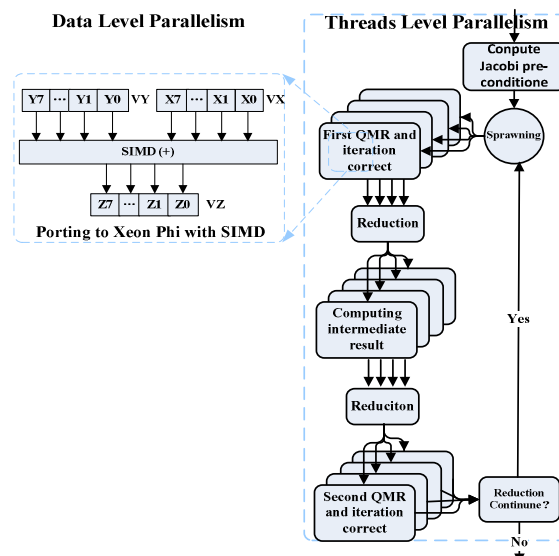 Data Level Parallelism
Threads Level Parallelism
Conpute
Jacobi pre-
conditione
Y7 ... Y1 Y0 VY X7 ... X1 X0 VX
Sprawning
First QMR and
iteration
correct
SIMD (+)
Z7 ... Z1 Z0 VZ
Porting to Xeon Phi with SIMD
Reduction
Computing
intermediate
result
Yes
Reduciton
Second QMR
and iteration
correct
Reduction
Continune?
No